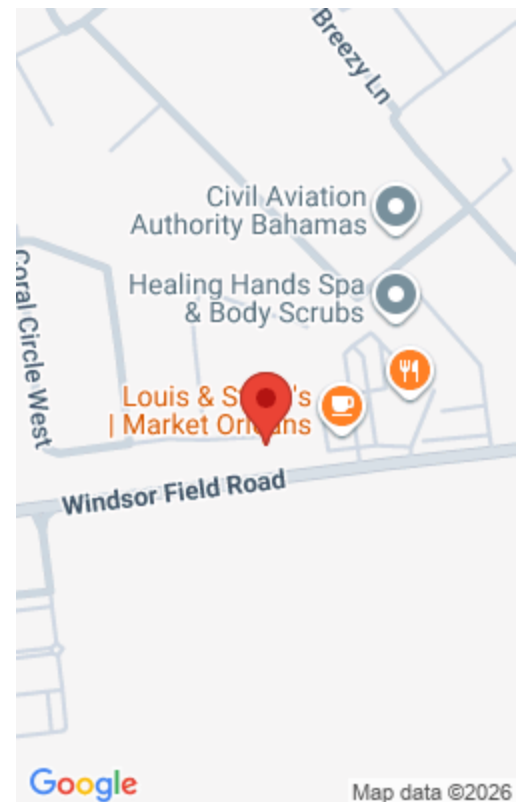 Breezy Ln
Civil Aviation
Authority Bahamas
Healing Hands Spa
& Body Scrubs
Coral Circle West
Louis & 's
| Market
Windsor Field Road
Google
Map data ©2026